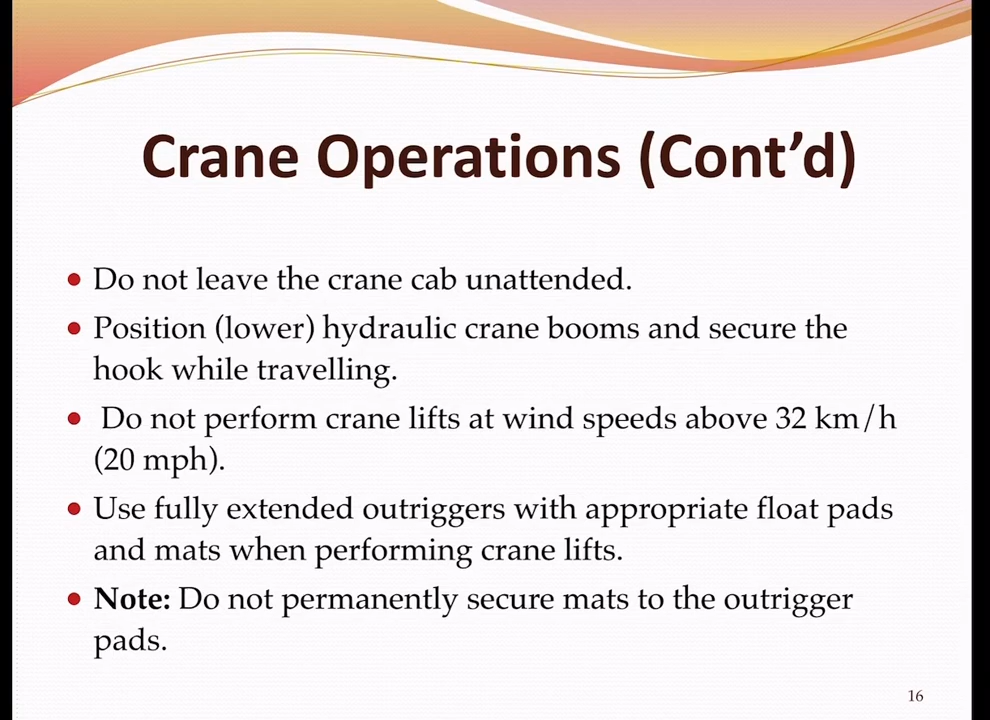 Crane Operations (Cont’d)
• Do not leave the crane cab unattended.
• Position (lower) hydraulic crane booms and secure the
hook while travelling.
• Do not perform crane lifts at wind speeds above 32 km/h
(20 mph).
• Use fully extended outriggers with appropriate float pads
and mats when performing crane lifts.
• Note: Do not permanently secure mats to the outrigger
pads.
16